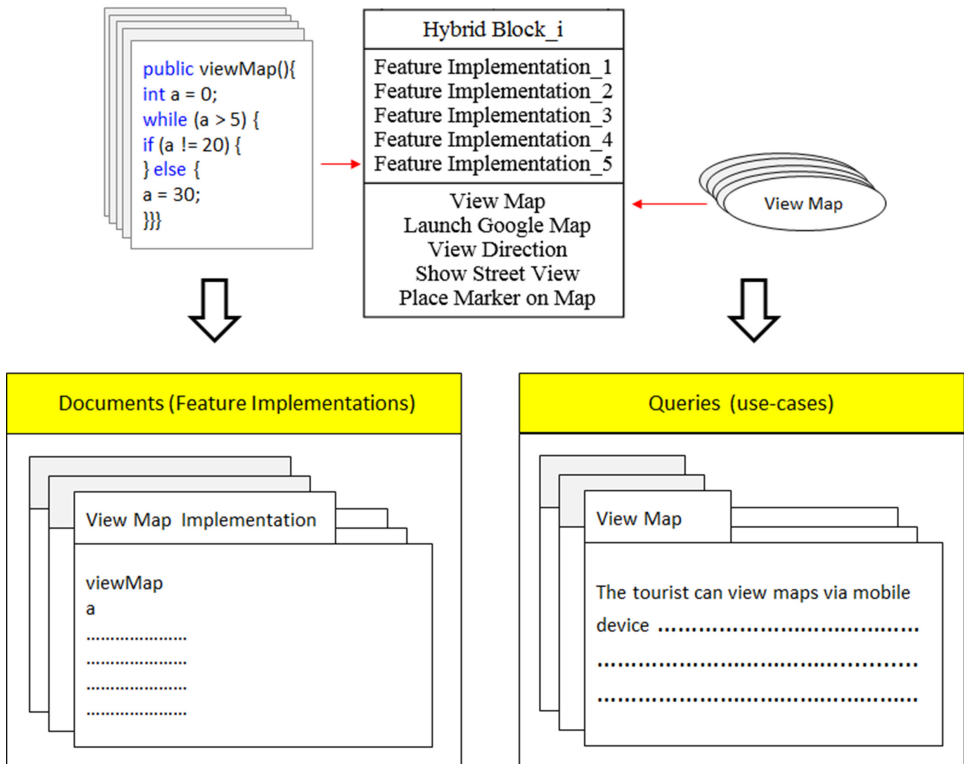 public viewMap(){
int a = 0;
while (a > 5) {
if (a != 20) {
} else {
a = 30;
}}}
Hybrid Block_i
Feature Implementation_1
Feature Implementation_2
Feature Implementation_3
Feature Implementation_4
Feature Implementation_5
View Map
Launch Google Map
View Direction
Show Street View
Place Marker on Map
View Map
Documents (Feature Implementations)
View Map Implementation
viewMap
a
.....................
.....................
.....................
.....................
Queries (use-cases)
View Map
The tourist can view maps via mobile
device ......................................
...............................................
...............................................